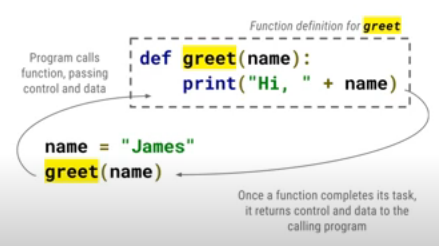 Function definition for greet
Program calls
function, passing
control and data
def greet(name):
print("Hi, " + name)
name = "James"
greet(name)
Once a function completes its task,
it returns control and data to the
calling program